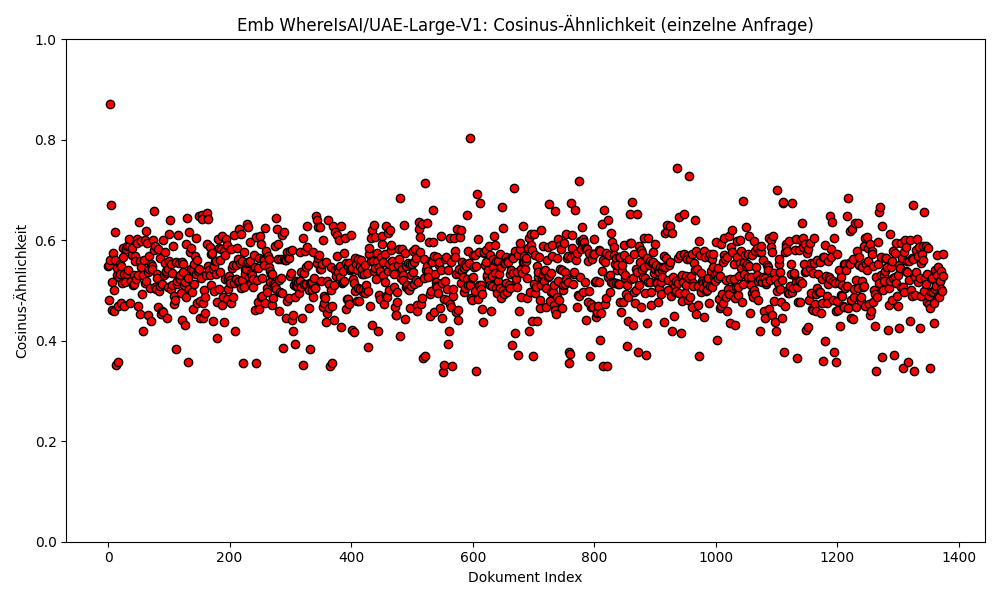 Emb WhereIsAI/UAE-Large-V1: Cosinus-Ähnlichkeit (einzelne Anfrage)
1.0
0.8
0.6
0.4
0.2
0.0
Cosinus-Ähnlichkeit
0 200 400 600 800 1000 1200 1400
Dokument Index